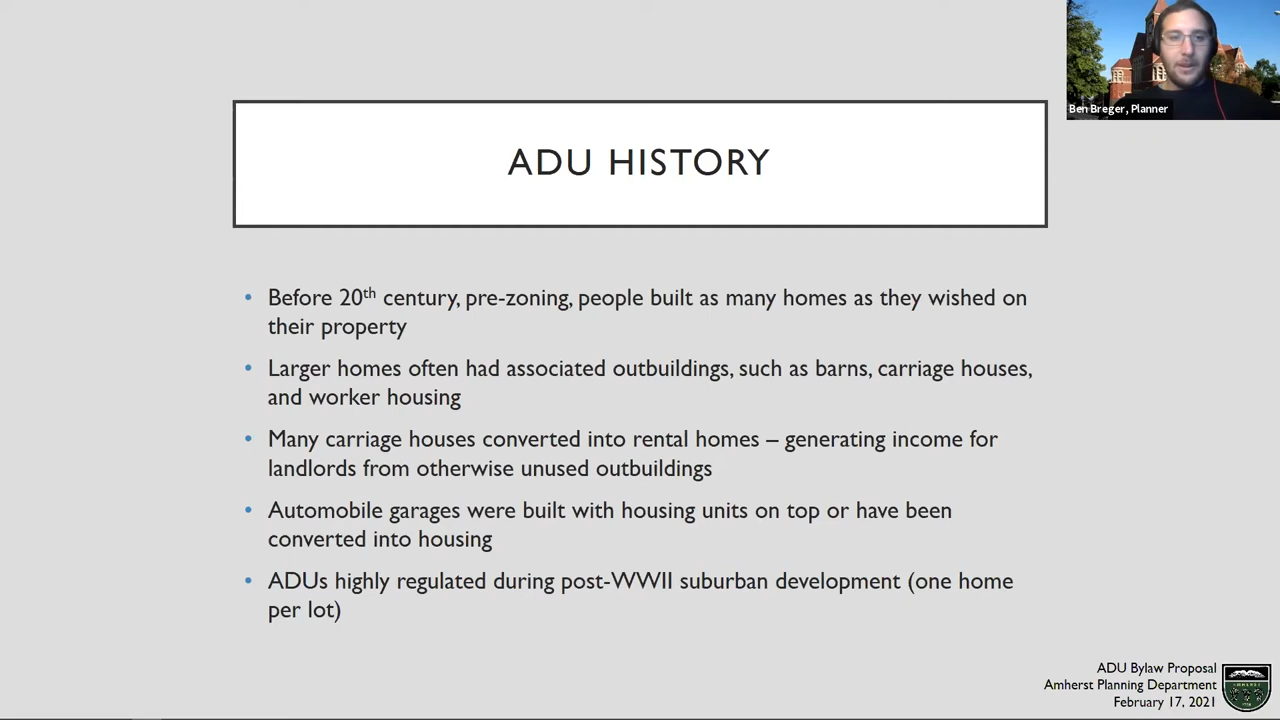 Ben Breger, Planner
ADU HISTORY
• Before 20th century, pre-zoning, people built as many homes as they wished on
their property
• Larger homes often had associated outbuildings, such as barns, carriage houses,
and worker housing
• Many carriage houses converted into rental homes – generating income for
landlords from otherwise unused outbuildings
• Automobile garages were built with housing units on top or have been
converted into housing
• ADUs highly regulated during post-WWII suburban development (one home
per lot)
ADU Bylaw Proposal
Amherst Planning Department
February 17, 2021